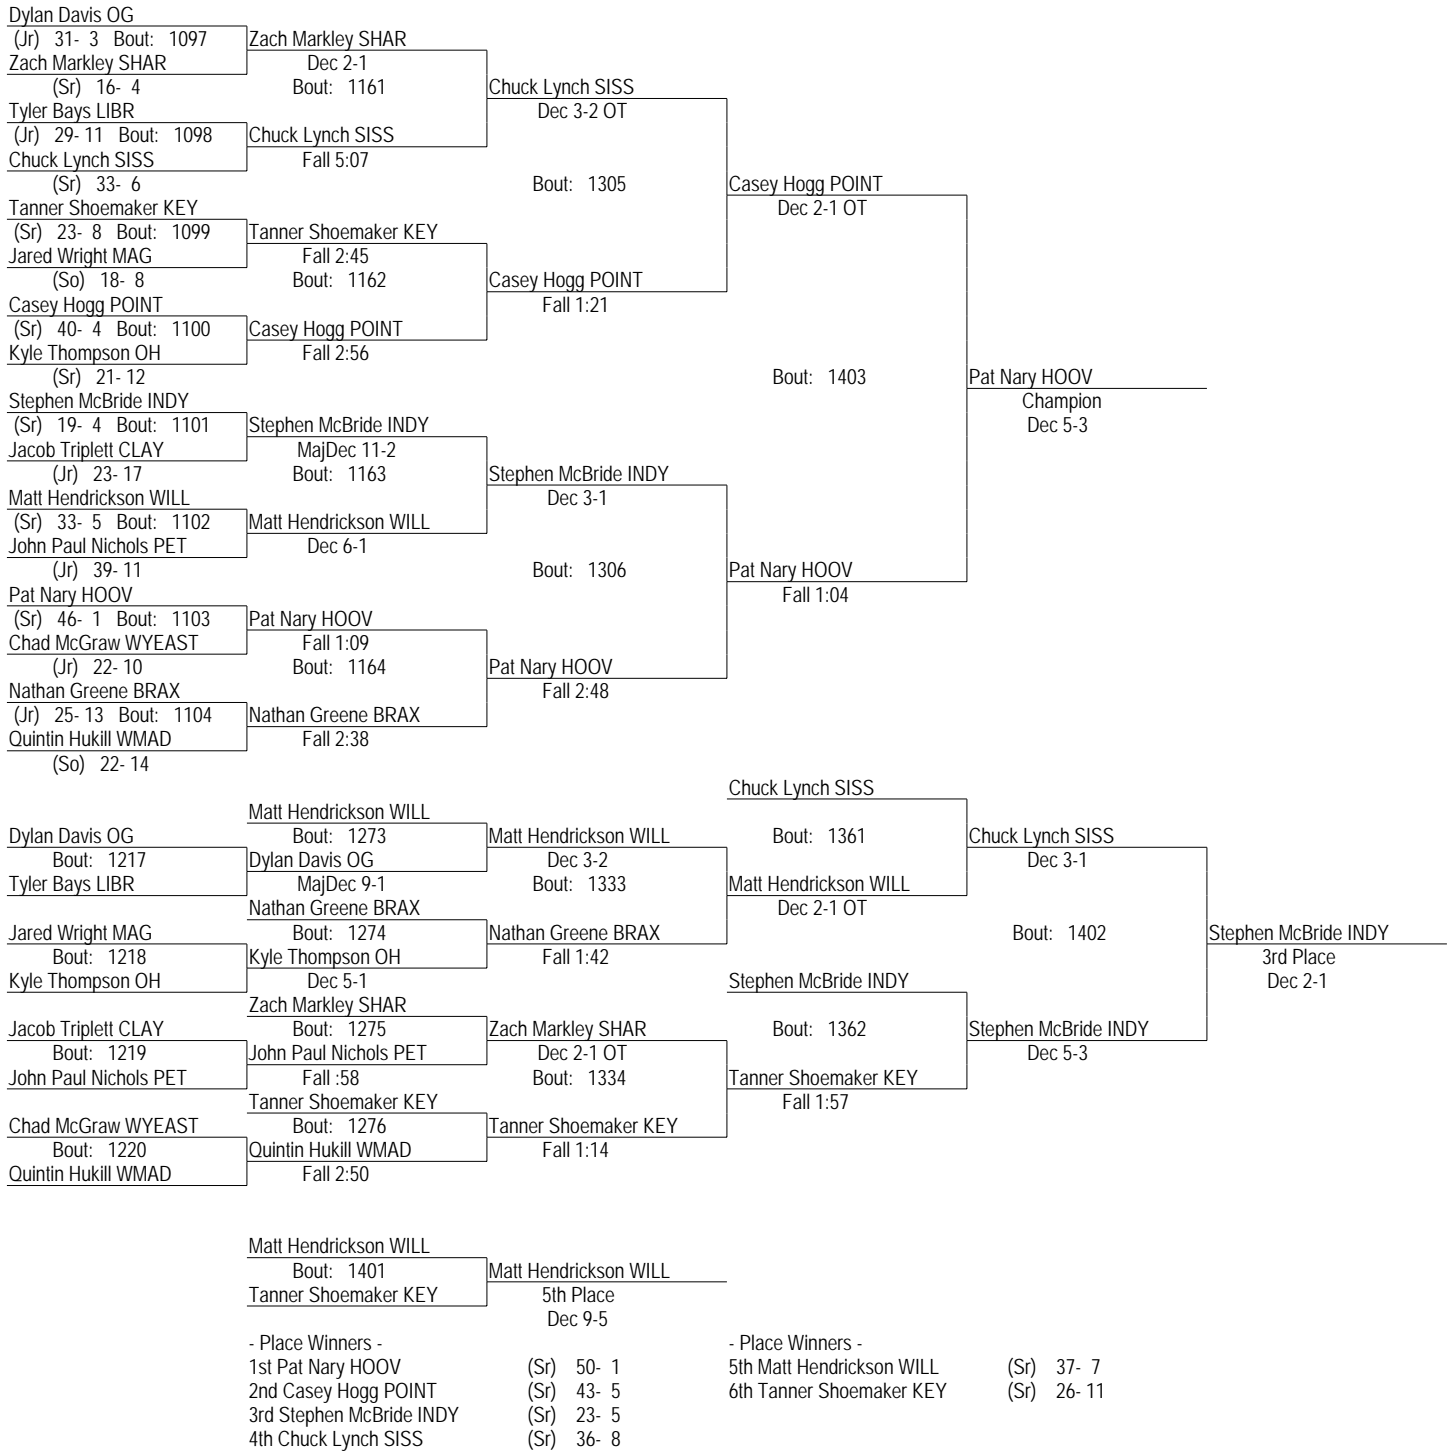 Dylan Davis OG
(Jr) 31- 3 Bout: 1097 Zach Markley SHAR
Zach Markley SHAR Dec 2-1
(Sr) 16- 4 Bout: 1161 Chuck Lynch SISS
Tyler Bays LIBR Dec 3-2 OT
(Jr) 29- 11 Bout: 1098 Chuck Lynch SISS
Chuck Lynch SISS Fall 5:07
(Sr) 33- 6 Bout: 1305 Casey Hogg POINT
Tanner Shoemaker KEY Dec 2-1 OT
(Sr) 23- 8 Bout: 1099 Tanner Shoemaker KEY
Jared Wright MAG Fall 2:45
(So) 18- 8 Bout: 1162 Casey Hogg POINT
Casey Hogg POINT Fall 1:21
(Sr) 40- 4 Bout: 1100 Casey Hogg POINT
Kyle Thompson OH Fall 2:56
(Sr) 21- 12 Bout: 1403 Pat Nary HOOV
Stephen McBride INDY Champion
(Sr) 19- 4 Bout: 1101 Stephen McBride INDY Dec 5-3
Jacob Triplett CLAY MajDec 11-2
(Jr) 23- 17 Bout: 1163 Stephen McBride INDY
Matt Hendrickson WILL Dec 3-1
(Sr) 33- 5 Bout: 1102 Matt Hendrickson WILL
John Paul Nichols PET Dec 6-1
(Jr) 39- 11 Bout: 1306 Pat Nary HOOV
Pat Nary HOOV Fall 1:04
(Sr) 46- 1 Bout: 1103 Pat Nary HOOV
Chad McGraw WYEAST Fall 1:09
(Jr) 22- 10 Bout: 1164 Pat Nary HOOV
Nathan Greene BRAX Fall 2:48
(Jr) 25- 13 Bout: 1104 Nathan Greene BRAX
Quintin Hukill WMAD Fall 2:38
(So) 22- 14
Chuck Lynch SISS
Matt Hendrickson WILL
Dylan Davis OG Bout: 1273 Matt Hendrickson WILL Bout: 1361 Chuck Lynch SISS
Bout: 1217 Dylan Davis OG Dec 3-2 Dec 3-1
Tyler Bays LIBR MajDec 9-1 Bout: 1333 Matt Hendrickson WILL
Nathan Greene BRAX Dec 2-1 OT
Jared Wright MAG Bout: 1274 Nathan Greene BRAX Bout: 1402 Stephen McBride INDY
Bout: 1218 Kyle Thompson OH Fall 1:42 3rd Place
Kyle Thompson OH Dec 5-1 Stephen McBride INDY Dec 2-1
Zach Markley SHAR
Jacob Triplett CLAY Bout: 1275 Zach Markley SHAR Bout: 1362 Stephen McBride INDY
Bout: 1219 John Paul Nichols PET Dec 2-1 OT Dec 5-3
John Paul Nichols PET Fall :58 Bout: 1334 Tanner Shoemaker KEY
Tanner Shoemaker KEY Fall 1:57
Chad McGraw WYEAST Bout: 1276 Tanner Shoemaker KEY
Bout: 1220 Quintin Hukill WMAD Fall 1:14
Quintin Hukill WMAD Fall 2:50
Matt Hendrickson WILL
Bout: 1401 Matt Hendrickson WILL
Tanner Shoemaker KEY 5th Place
Dec 9-5
- Place Winners - - Place Winners -
1st Pat Nary HOOV (Sr) 50- 1 5th Matt Hendrickson WILL (Sr) 37- 7
2nd Casey Hogg POINT (Sr) 43- 5 6th Tanner Shoemaker KEY (Sr) 26- 11
3rd Stephen McBride INDY (Sr) 23- 5
4th Chuck Lynch SISS (Sr) 36- 8